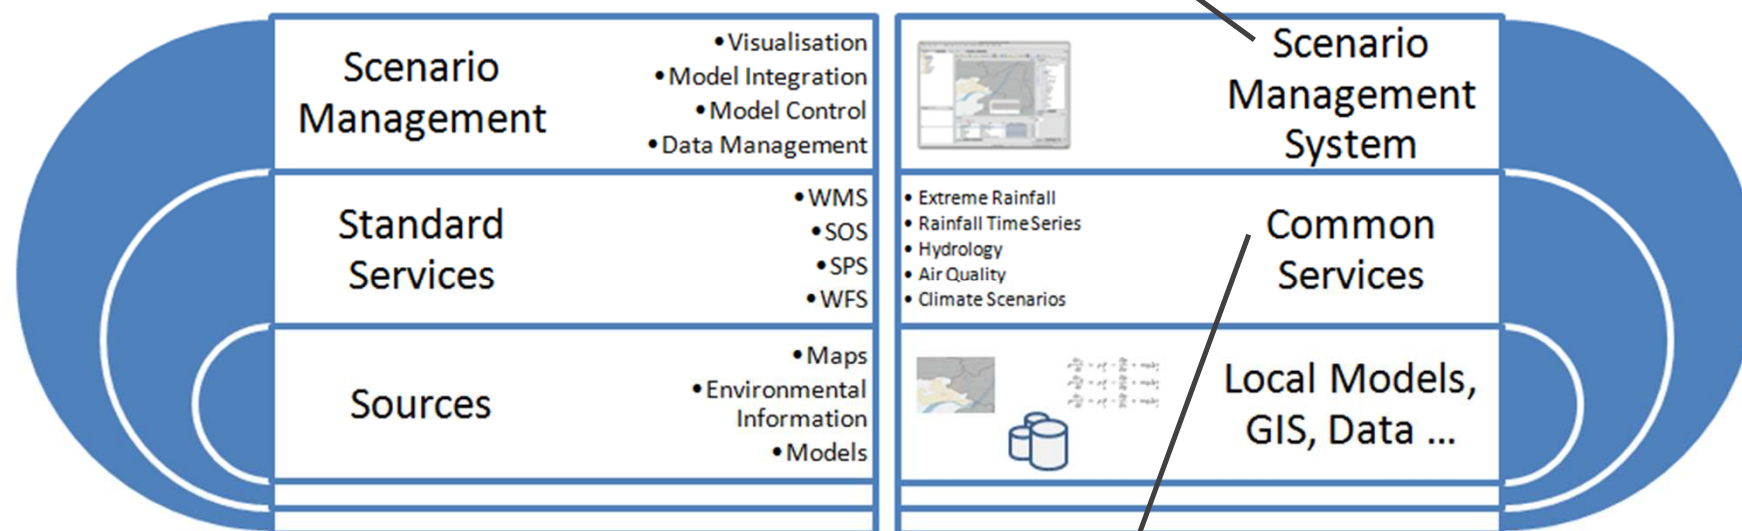 Scenario
Management
•Visualisation
•Model Integration
•Model Control
•Data Management
Scenario
Management
System
Standard
Services
•WMS
•SOS
•SPS
•WFS
• Extreme Rainfall
• Rainfall TimeSeries
• Hydrology
• Air Quality
• Climate Scenarios
Common
Services
Sources
•Maps
•Environmental
Information
•Models
Local Models,
GIS, Data ...